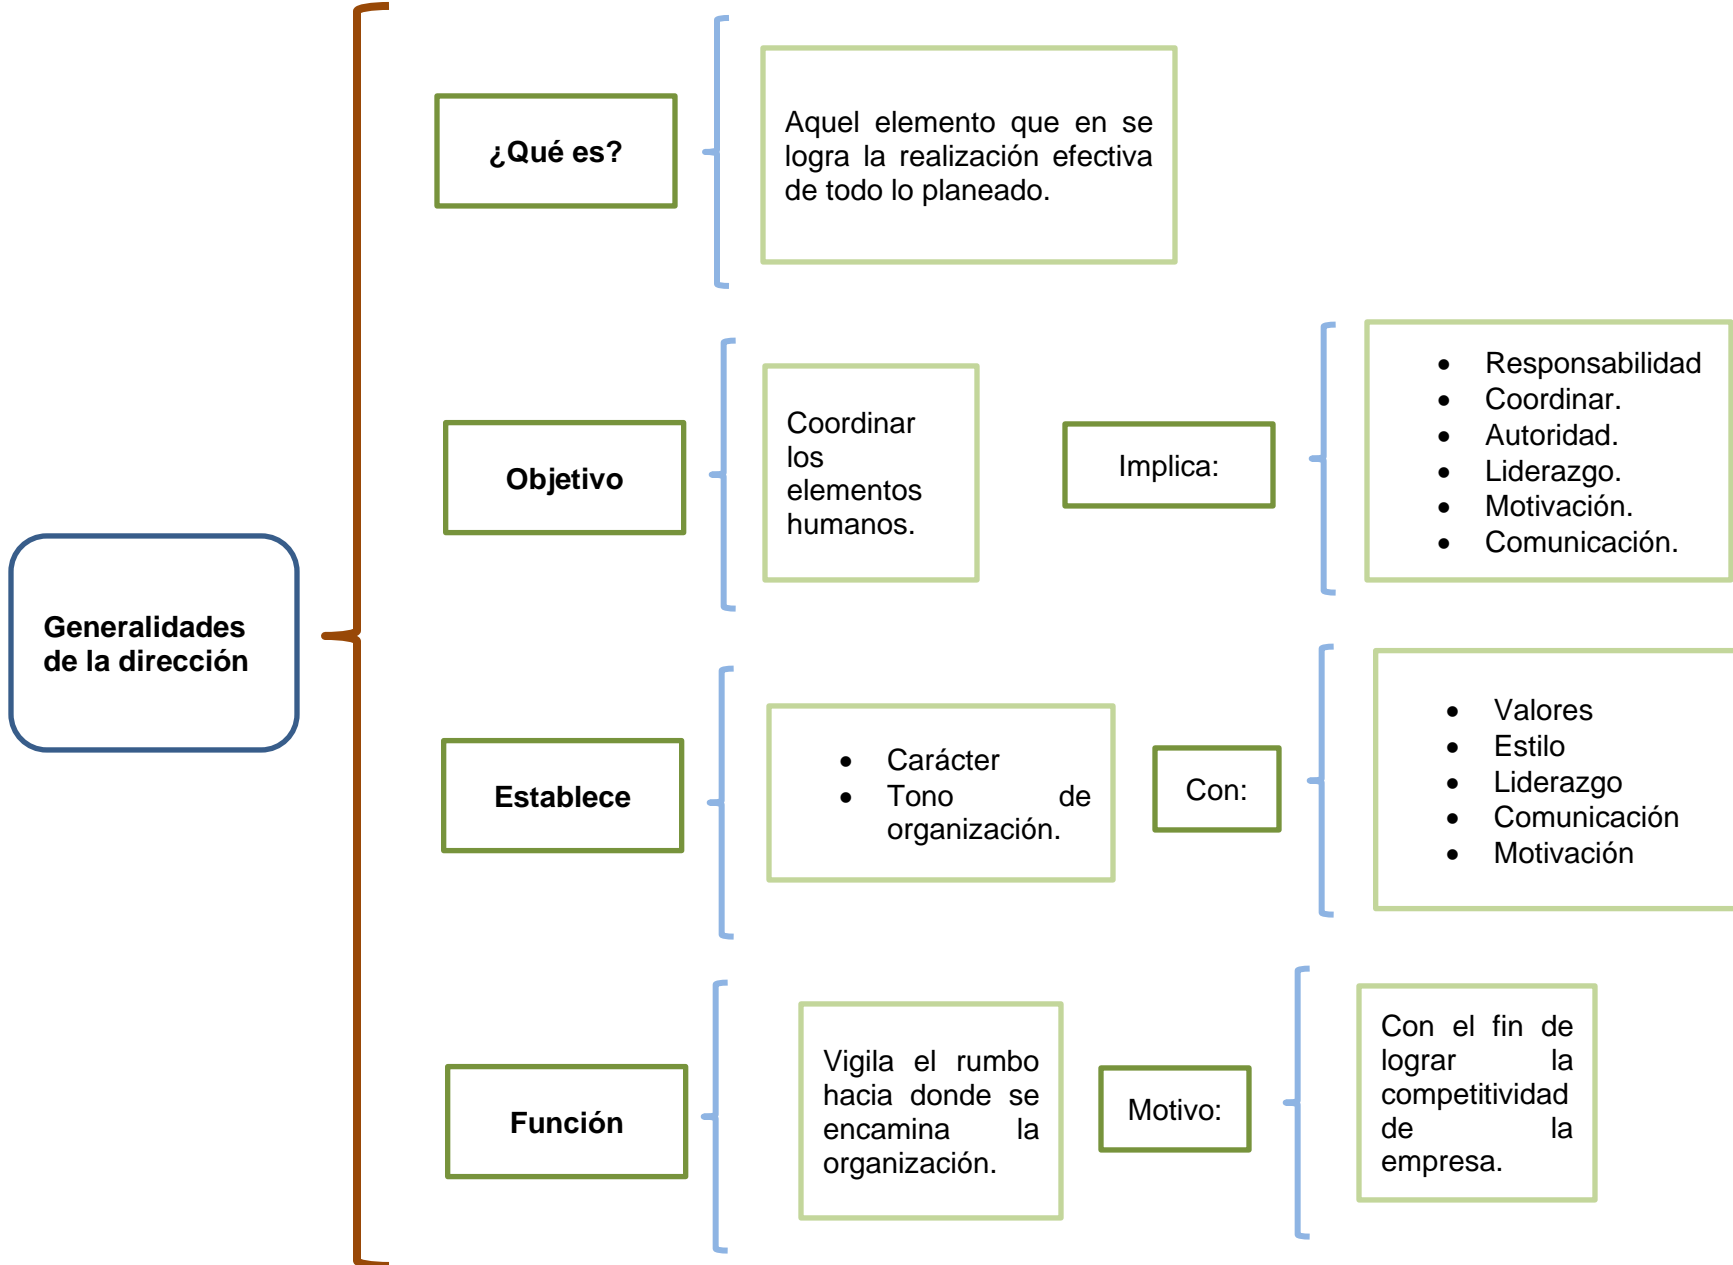 Generalidades
de la dirección
¿Qué es?
Aquel elemento que en se
logra la realización efectiva
de todo lo planeado.
Objetivo
Coordinar
los
elementos
humanos.
Implica:
• Responsabilidad
• Coordinar.
• Autoridad.
• Liderazgo.
• Motivación.
• Comunicación.
Establece
• Carácter
• Tono de
organización.
Con:
• Valores
• Estilo
• Liderazgo
• Comunicación
• Motivación
Función
Vigila el rumbo
hacia donde se
encamina la
organización.
Motivo:
Con el fin de
lograr la
competitividad
de la
empresa.